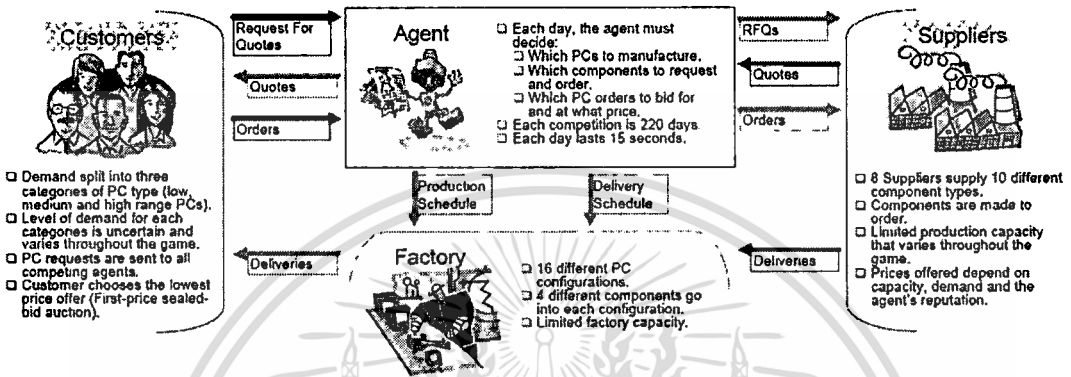 Customers
Request For
Quotes
Quotes
Orders
Agent
❑ Each day, the agent must
decide:
❑ Which PCs to manufacture.
❑ Which components to request
and order.
❑ Which PC orders to bid for
and at what price.
❑ Each competition is 220 days.
❑ Each day lasts 15 seconds.
RFQs
Quotes
Orders
Suppliers
❑ Demand split into three
categories of PC type (low,
medium and high range PCs).
❑ Level of demand for each
categories is uncertain and
varies throughout the game.
❑ PC requests are sent to all
competing agents.
❑ Customer chooses the lowest
price offer (First-price sealed-
bid auction).
Production
Schedule
Delivery
Schedule
Deliveries
Factory
❑ 16 different PC
configurations.
❑ 4 different components go
into each configuration.
❑ Limited factory capacity.
Deliveries
❑ 8 Suppliers supply 10 different
component types.
❑ Components are made to
order.
❑ Limited production capacity
that varies throughout the
game.
❑ Prices offered depend on
capacity, demand and the
agent's reputation.